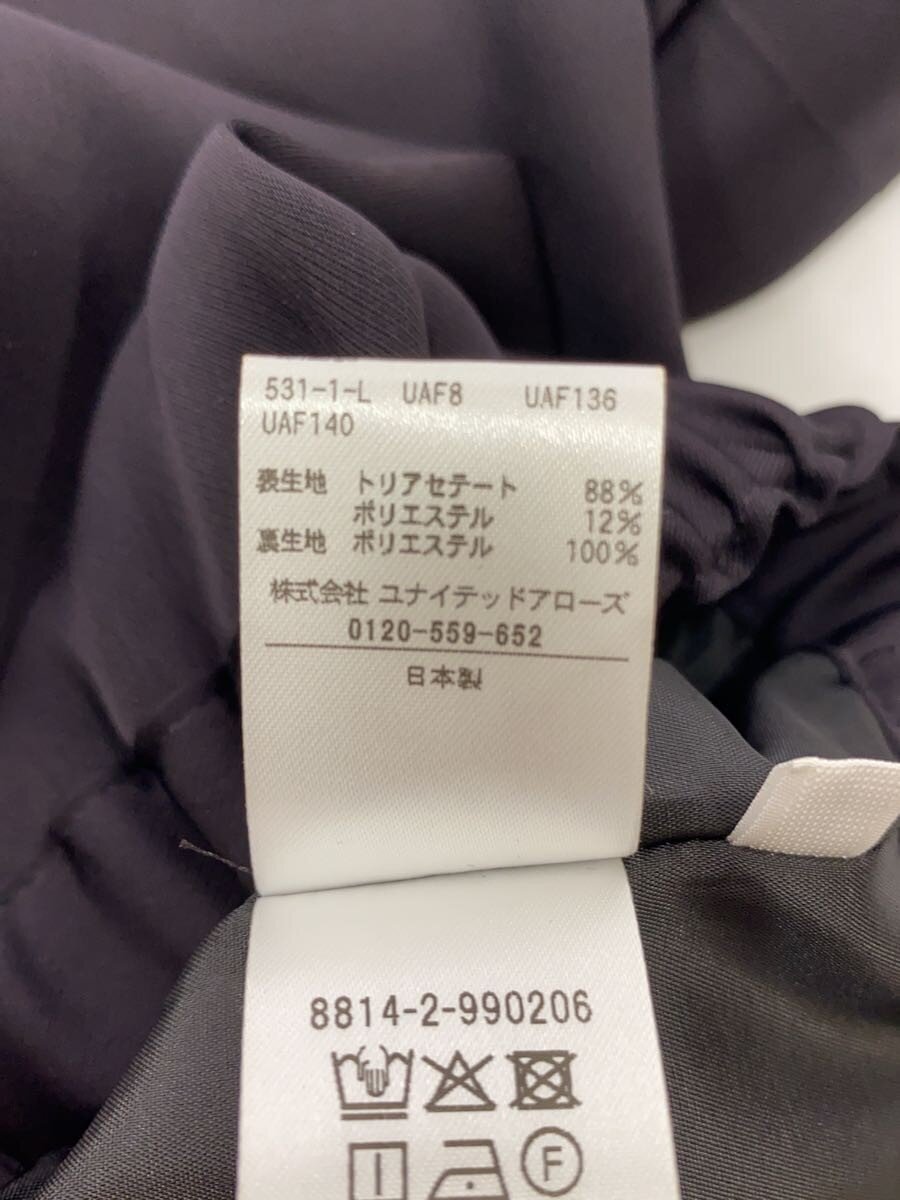 531-1-L UAF8 UAF136
UAF140
表生地 トリアセテート 88%
ポリエステル 12%
裏生地 ポリエステル 100%
株式会社 ユナイテッドアローズ
0120-559-652
日本製
8814-2-990206
F